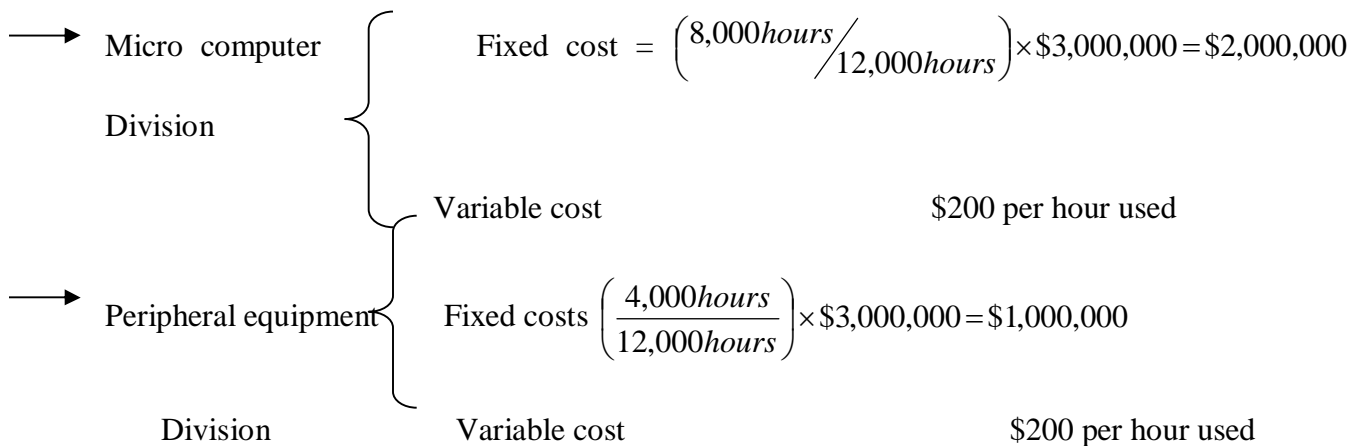 Micro computer Fixed cost = (8,000hours/12,000hours)×$3,000,000=$2,000,000
Division
Variable cost $200 per hour used
Peripheral equipment Fixed costs (4,000hours/12,000hours)×$3,000,000=$1,000,000
Division Variable cost $200 per hour used